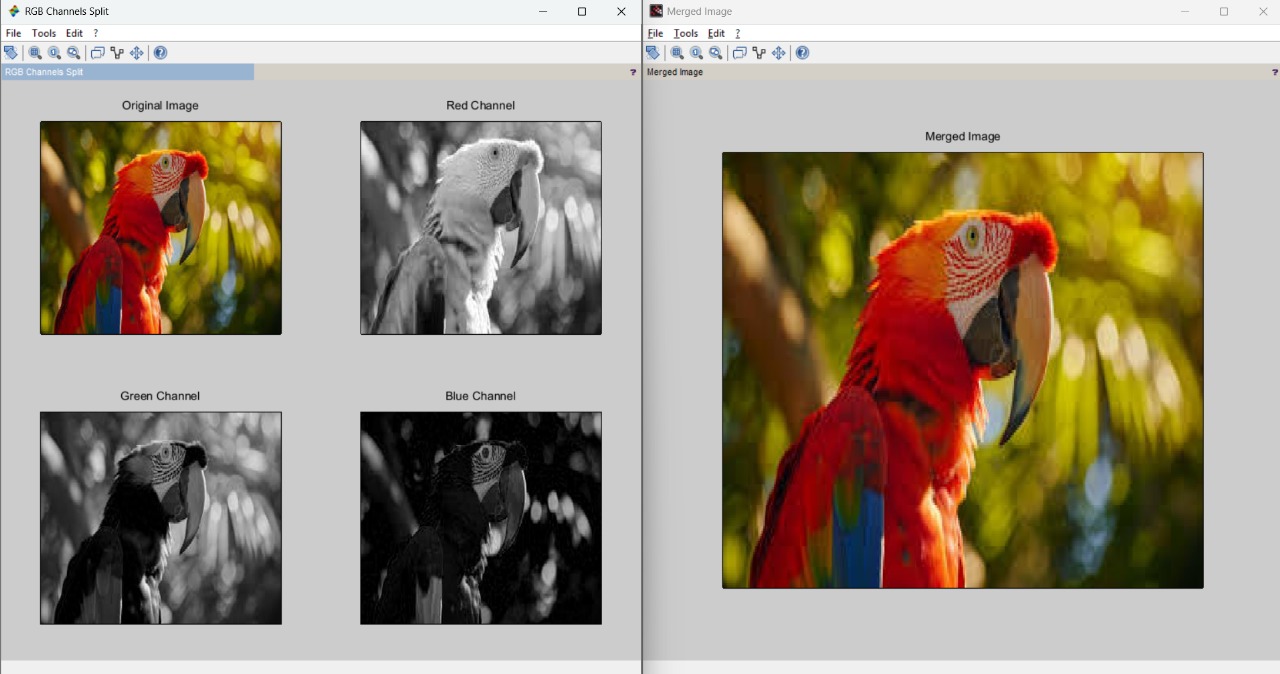 RGB Channels Split
File Tools Edit ?
RGB Channels Split ?
Original Image
Red Channel
Green Channel
Blue Channel
Merged Image
File Tools Edit ?
Merged Image ?
Merged Image